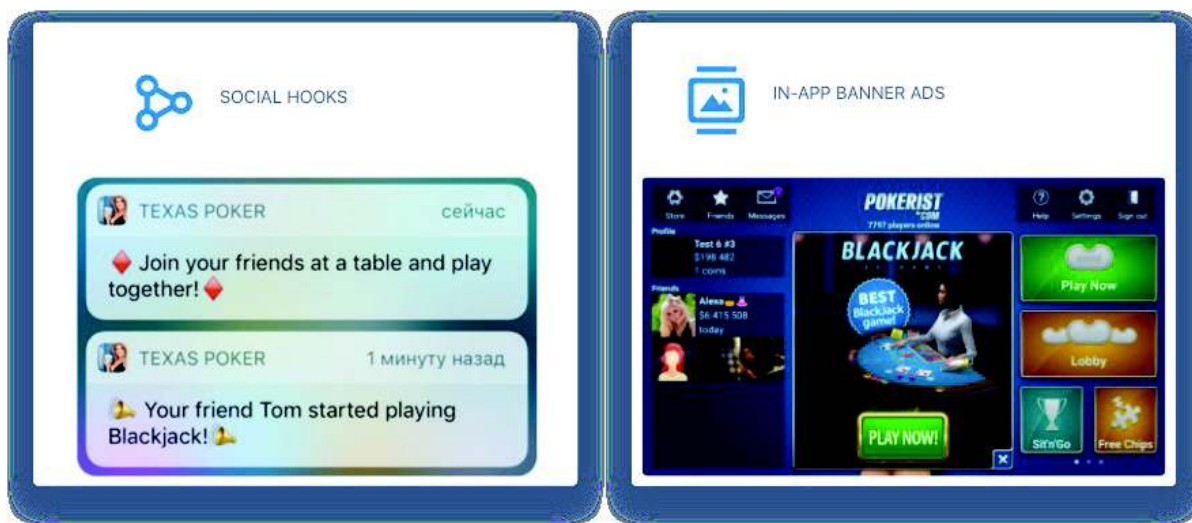 SOCIAL HOOKS
TEXAS POKER
сейчас
Join your friends at a table and play
together!
TEXAS POKER
1 минуту назад
Your friend Tom started playing
Blackjack!
IN-APP BANNER ADS
Store
Friends
Messages
POKERIST
COM
7797 players online
Help
Settings
Sign out
Profile
Test 6 #3
$198 482
1 coins
Friends
Alexa
$6 415 508
today
BLACKJACK
BEST
Blackjack
game!
PLAY NOW!
Play Now
Lobby
Sit'n'Go
Free Chips